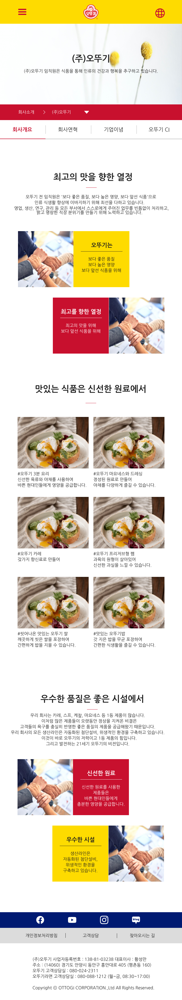 오뚜기
(주)오뚜기
(주)오뚜기 임직원은 식품을 통해 인류의 건강과 행복을 추구하고 있습니다.
회사소개 > (주)오뚜기
회사개요 회사연혁 기업이념 오뚜기 CI
최고의 맛을 향한 열정
오뚜기 전 임직원은 '보다 좋은 품질, 보다 높은 영양, 보다 앞선 식품'으로
인류 식생활 향상에 이바지하기 위해 최선을 다하고 있습니다.
영업, 생산, 연구, 관리 등 모든 부서에서 스스로에게 주어진 업무를 빈틈없이 처리하고,
밝고 명랑한 직장 분위기를 만들기 위해 노력하고 있습니다.
오뚜기는
보다 좋은 품질
보다 높은 영양
보다 앞선 식품을 위해
최고를 향한 열정
최고의 맛을 위해
보다 앞선 식품을 위해
맛있는 식품은 신선한 원료에서
#오뚜기 3분 요리
신선한 육류와 야채를 사용하여
바쁜 현대인들에게 영양을 공급합니다.
#오뚜기 마요네스와 드레싱
정성된 원료로 만들어
야채를 다양하게 즐길 수 있습니다.
#오뚜기 카레
갖가지 향신료로 만들어
#오뚜기 프리저브형 쨈
과육의 원형이 살아있어
신선한 과실을 느낄 수 있습니다.
#씻어나온 맛있는 오뚜기 쌀
깨끗하게 씻은 쌀을 포장하여
간편하게 밥을 지을 수 있습니다.
#맛있는 오뚜기밥
갓 지은 밥을 무균 포장하여
간편한 식생활을 즐길 수 있습니다.
우수한 품질은 좋은 시설에서
우리 회사는 카레, 스프, 케찰, 마요네스 등 1등 제품이 많습니다.
이처럼 많은 제품들이 오랫동안 정상을 지켜온 비결은
고객들의 욕구를 충실히 반영한 좋은 품질의 제품을 공급해왔기 때문입니다.
우리 회사의 모든 생산라인은 자동화된 첨단설비, 위생적인 환경을 구축하고 있습니다.
이것이 바로 오뚜기의 저력이고 1등 제품의 힘입니다.
그리고 발전하는 21세기 오뚜기의 비전입니다.
신선한 원료
신선한 원료를 사용한
제품들은
바쁜 현대인들에게
충분한 영양을 공급합니다.
우수한 시설
생산라인은
자동화된 첨단설비,
위생적인 환경을
구축하고 있습니다.
blog
개인정보처리방침 고객상담 찾아오시는 길
(주)오뚜기 사업자등록번호 : 138-81-03238 대표이사 : 황성만
주소 : (14060) 경기도 안양시 동안구 흥안대로 405 (평촌동 160)
오뚜기 고객상담실 : 080-024-2311
오뚜기라면 고객상담실 : 080-088-1212 (월~금, 08:30~17:00)
Copyright ⓒ OTTOGI CORPORATION.,Ltd All Rights Reserved.